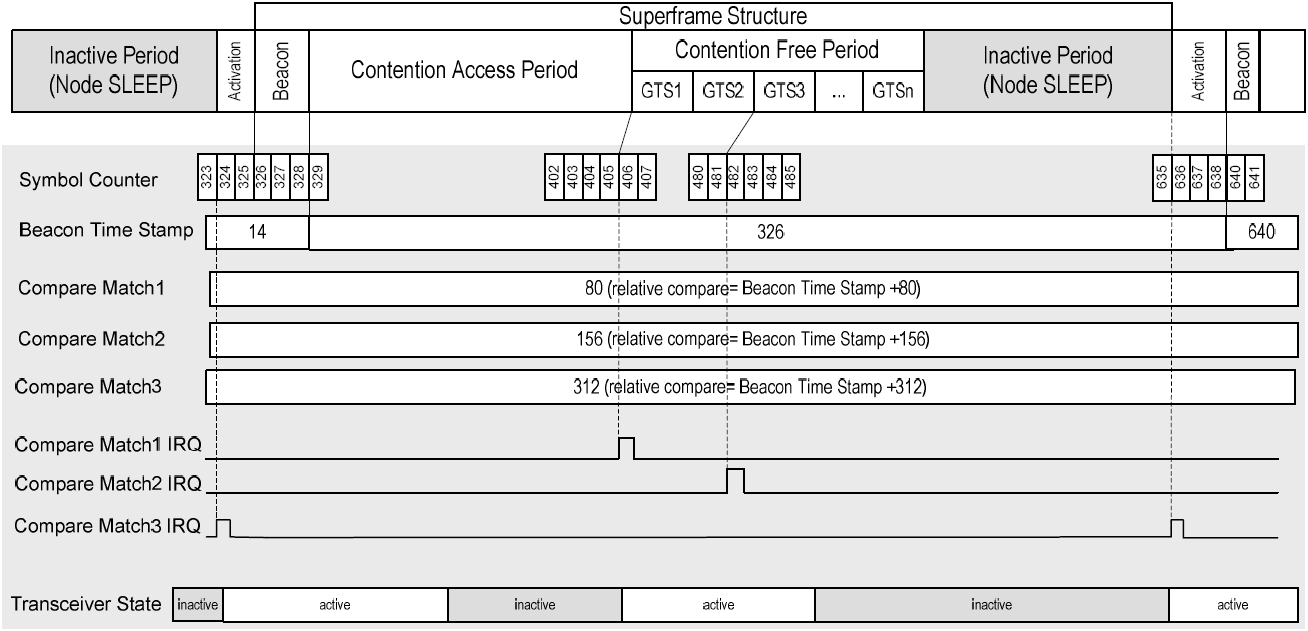 Superframe Structure
Inactive Period
(Node SLEEP)
Activation
Beacon
Contention Access Period
Contention Free Period
GTS1
GTS2
GTS3
...
GTSn
Inactive Period
(Node SLEEP)
Activation
Beacon
Symbol Counter
323 324 325 326 327 328 329
402 403 404 405 406 407
480 481 482 483 484 485
635 636 637 638 640 641
Beacon Time Stamp
14
326
640
Compare Match1
80 (relative compare= Beacon Time Stamp +80)
Compare Match2
156 (relative compare= Beacon Time Stamp +156)
Compare Match3
312 (relative compare= Beacon Time Stamp +312)
Compare Match1 IRQ
Compare Match2 IRQ
Compare Match3 IRQ
Transceiver State
inactive
active
inactive
active
inactive
active